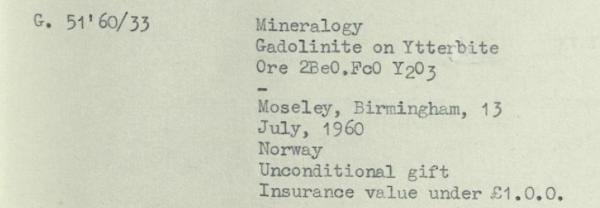 G. 51'60/33 Mineralogy
Gadolinite on Ytterbite
Ore 2BeO.FeO Y2O3
-
Moseley, Birmingham, 13
July, 1960
Norway
Unconditional gift
Insurance value under £1.0.0.